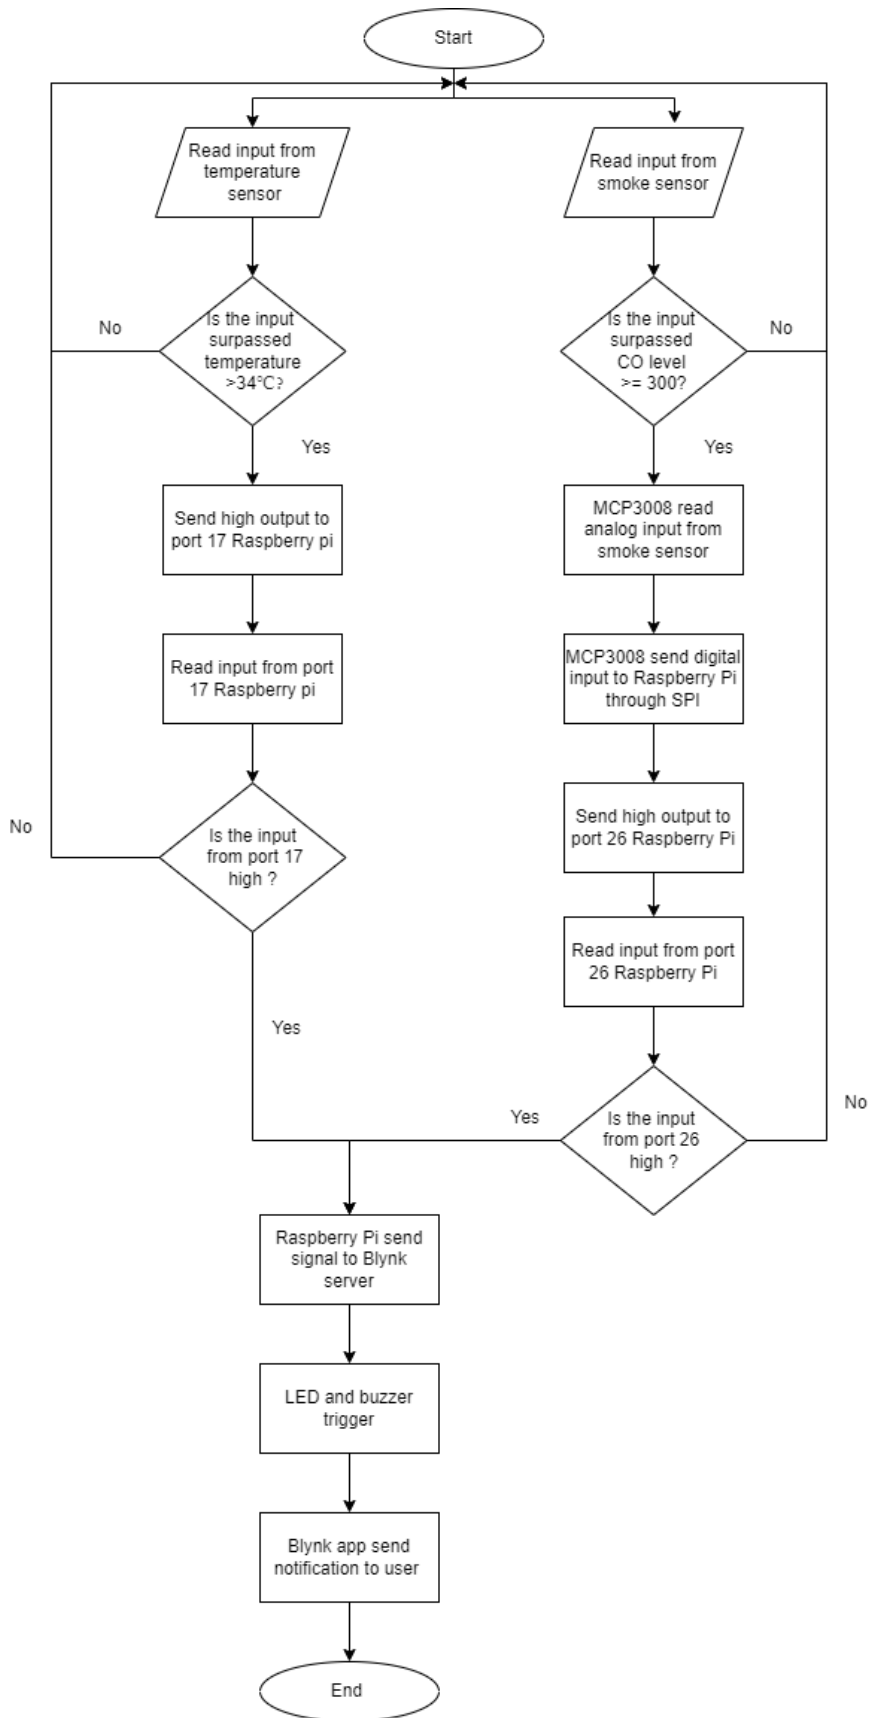 Start
Read input from
temperature
sensor
Read input from
smoke sensor
No
Is the input
surpassed
temperature
>34°C?
Is the input
surpassed
CO level
>= 300?
No
Yes
Yes
Send high output to
port 17 Raspberry pi
MCP3008 read
analog input from
smoke sensor
Read input from port
17 Raspberry pi
MCP3008 send digital
input to Raspberry Pi
through SPI
No
Is the input
from port 17
high ?
Send high output to
port 26 Raspberry Pi
Read input from port
26 Raspberry Pi
Yes
Yes
Is the input
from port 26
high ?
No
Raspberry Pi send
signal to Blynk
server
LED and buzzer
trigger
Blynk app send
notification to user
End